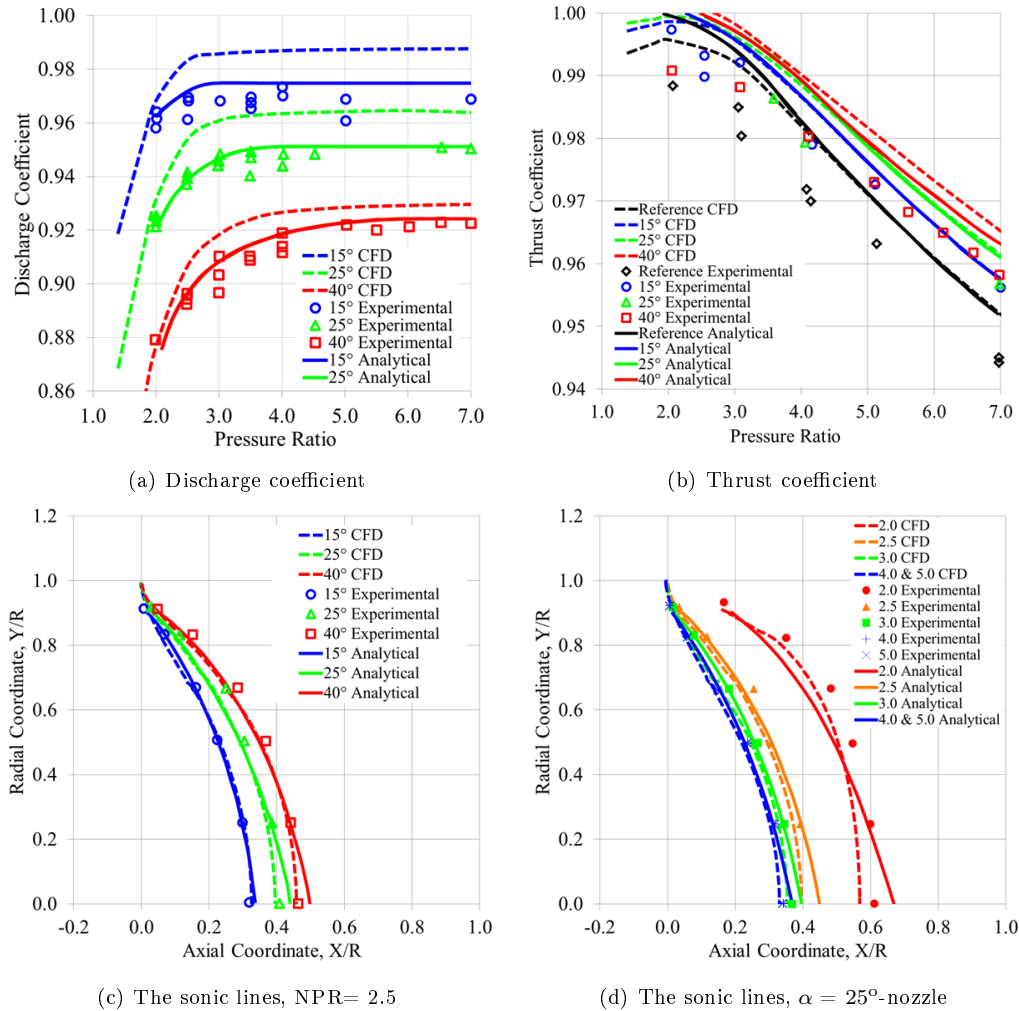 1.00
0.98
0.96
0.94
0.92
0.90
0.88
0.86
Discharge Coefficient
15° CFD
25° CFD
40° CFD
15° Experimental
25° Experimental
40° Experimental
15° Analytical
25° Analytical
1.0 2.0 3.0 4.0 5.0 6.0 7.0
Pressure Ratio
(a) Discharge coefficient
1.00
0.99
0.98
0.97
0.96
0.95
0.94
Thrust Coefficient
Reference CFD
15° CFD
25° CFD
40° CFD
Reference Experimental
15° Experimental
25° Experimental
40° Experimental
Reference Analytical
15° Analytical
25° Analytical
40° Analytical
1.0 2.0 3.0 4.0 5.0 6.0 7.0
Pressure Ratio
(b) Thrust coefficient
1.2
1.0
0.8
0.6
0.4
0.2
0.0
Radial Coordinate, Y/R
15° CFD
25° CFD
40° CFD
15° Experimental
25° Experimental
40° Experimental
15° Analytical
25° Analytical
40° Analytical
-0.2 0.0 0.2 0.4 0.6 0.8 1.0
Axial Coordinate, X/R
(c) The sonic lines, NPR= 2.5
1.2
1.0
0.8
0.6
0.4
0.2
0.0
Radial Coordinate, Y/R
2.0 CFD
2.5 CFD
3.0 CFD
4.0 & 5.0 CFD
2.0 Experimental
2.5 Experimental
3.0 Experimental
4.0 Experimental
5.0 Experimental
2.0 Analytical
2.5 Analytical
3.0 Analytical
4.0 & 5.0 Analytical
-0.2 0.0 0.2 0.4 0.6 0.8 1.0
Axial Coordinate, X/R
(d) The sonic lines, α = 25º-nozzle